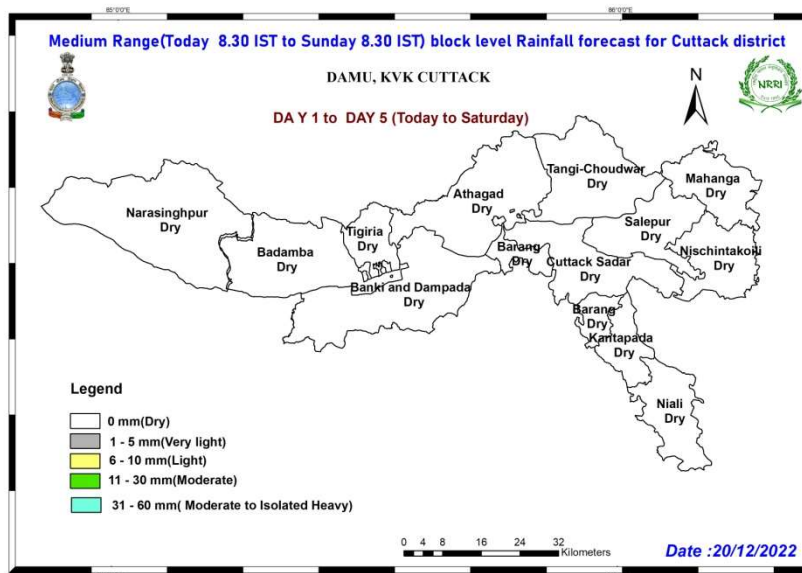 85°0'0"E
86°0'0"E
Medium Range(Today 8.30 IST to Sunday 8.30 IST) block level Rainfall forecast for Cuttack district
DAMU, KVK CUTTACK
N
NRRI
DA Y 1 to DAY 5 (Today to Saturday)
Tangi-Choudwar
Dry
Mahanga
Dry
Athagad
Dry
Narasinghpur
Dry
Salepur
Dry
Tigiria
Dry
Badamba
Dry
Barang
Dry
Cuttack Sadar
Dry
Nischintakoili
Dry
Banki and Dampada
Dry
Barang
Dry
Kantapada
Dry
Niali
Dry
Legend
0 mm(Dry)
1 - 5 mm(Very light)
6 - 10 mm(Light)
11 - 30 mm(Moderate)
31 - 60 mm( Moderate to Isolated Heavy)
0 2 4 8 16 24 32
Kilometers
Date :20/12/2022